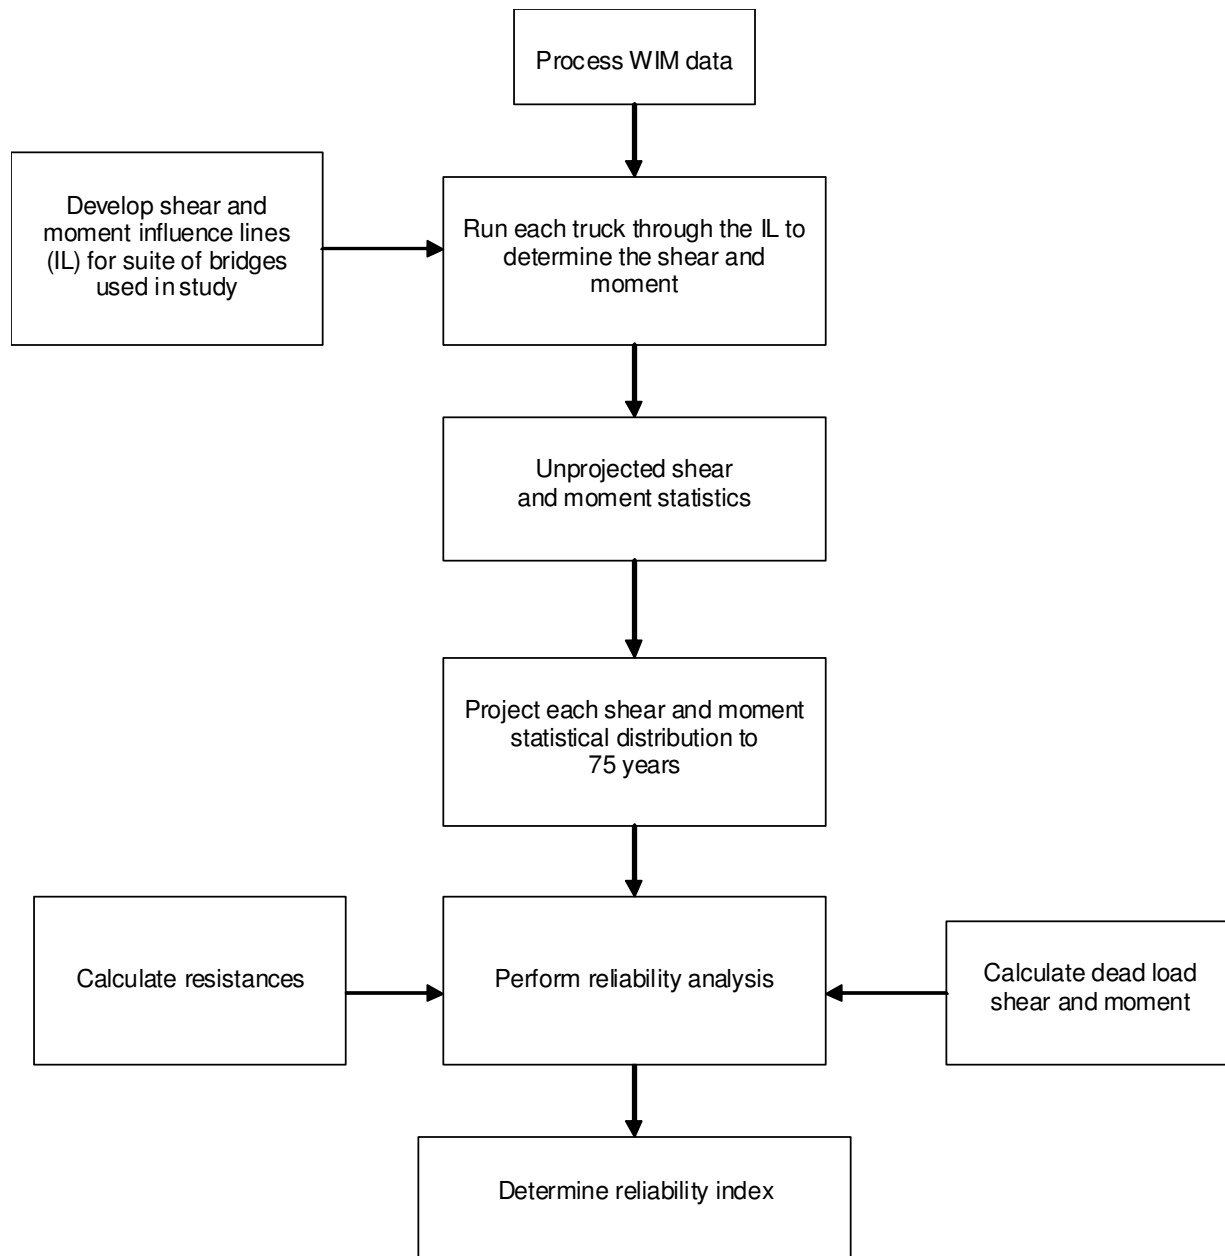 Process WIM data
Develop shear and
moment influence lines
(IL) for suite of bridges
used in study
Run each truck through the IL to
determine the shear and
moment
Unprojected shear
and moment statistics
Project each shear and moment
statistical distribution to
75 years
Calculate resistances
Perform reliability analysis
Calculate dead load
shear and moment
Determine reliability index